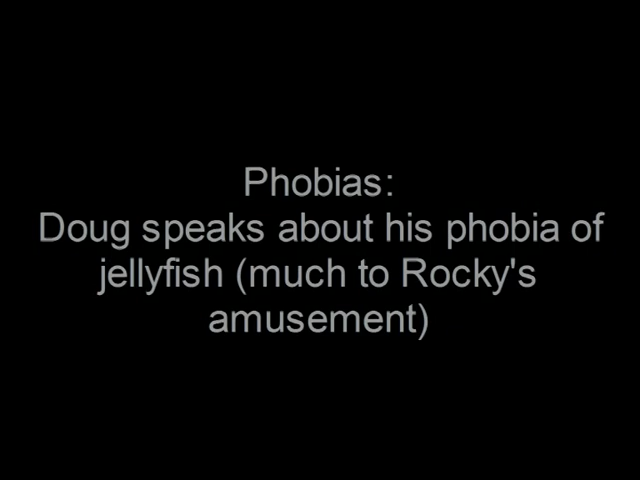 Phobias:
Doug speaks about his phobia of
jellyfish (much to Rocky's
amusement)